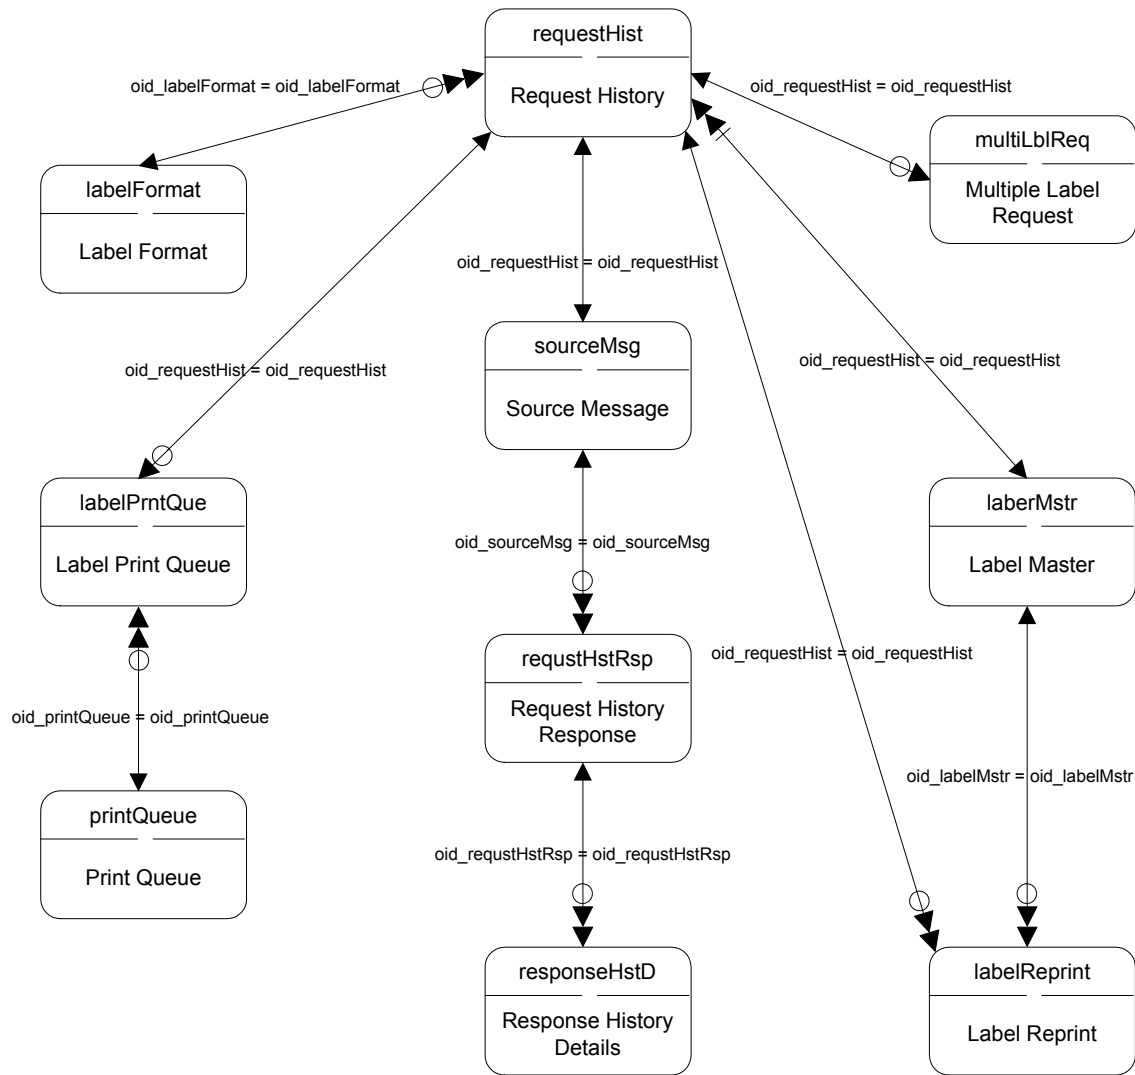 requestHist
Request History
oid_labelFormat = oid_labelFormat
oid_requestHist = oid_requestHist
multiLblReq
Multiple Label
Request
labelFormat
Label Format
oid_requestHist = oid_requestHist
sourceMsg
Source Message
oid_requestHist = oid_requestHist
oid_requestHist = oid_requestHist
labelPrntQue
Label Print Queue
laberMstr
Label Master
oid_sourceMsg = oid_sourceMsg
requstHstRsp
Request History
Response
oid_requestHist = oid_requestHist
oid_printQueue = oid_printQueue
oid_labelMstr = oid_labelMstr
printQueue
Print Queue
oid_requstHstRsp = oid_requstHstRsp
responseHstD
Response History
Details
labelReprint
Label Reprint